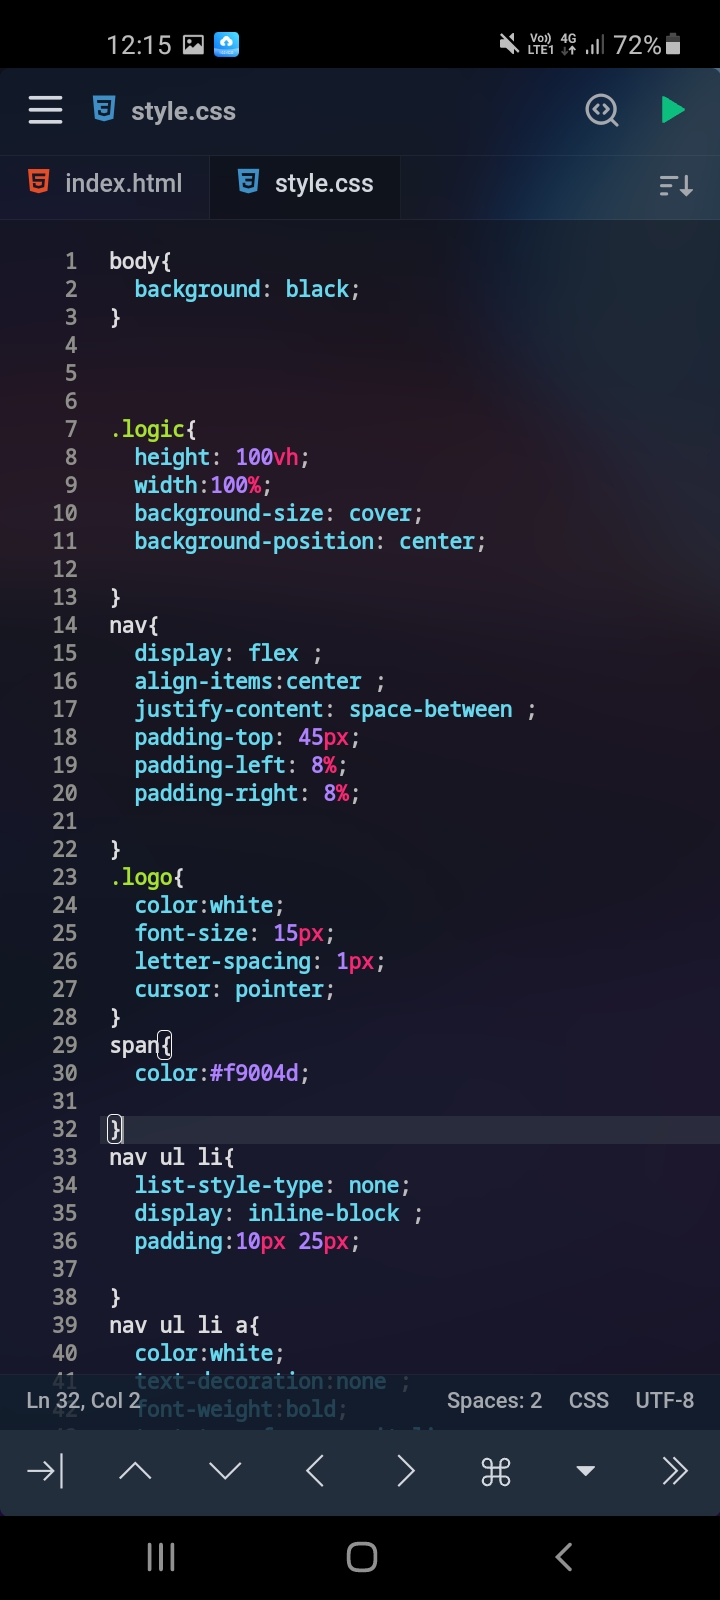 12:15 Vo)) LTE1 4G 72%
style.css
index.html style.css
1 body{
2 background: black;
3 }
4
5
6
7 .logic{
8 height: 100vh;
9 width:100%;
10 background-size: cover;
11 background-position: center;
12
13 }
14 nav{
15 display: flex ;
16 align-items:center ;
17 justify-content: space-between ;
18 padding-top: 45px;
19 padding-left: 8%;
20 padding-right: 8%;
21
22 }
23 .logo{
24 color:white;
25 font-size: 15px;
26 letter-spacing: 1px;
27 cursor: pointer;
28 }
29 span{
30 color:#f9004d;
31
32 }
33 nav ul li{
34 list-style-type: none;
35 display: inline-block ;
36 padding:10px 25px;
37
38 }
39 nav ul li a{
40 color:white;
41 text-decoration:none ;
Ln 32, Col 2 Spaces: 2 CSS UTF-8
42 font-weight:bold;